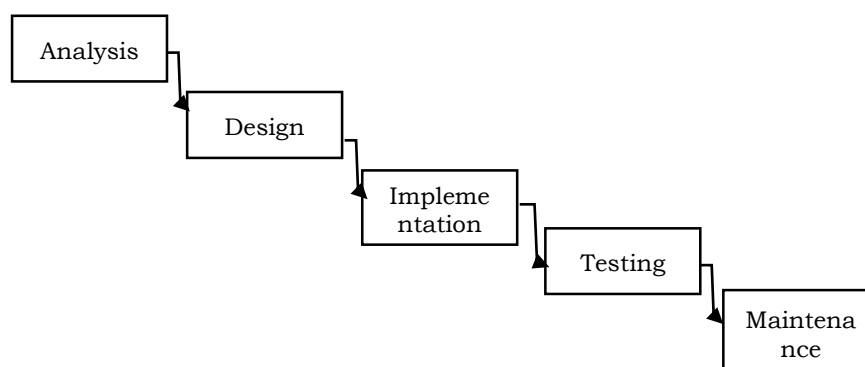 Analysis
Design
Impleme
ntation
Testing
Maintena
nce